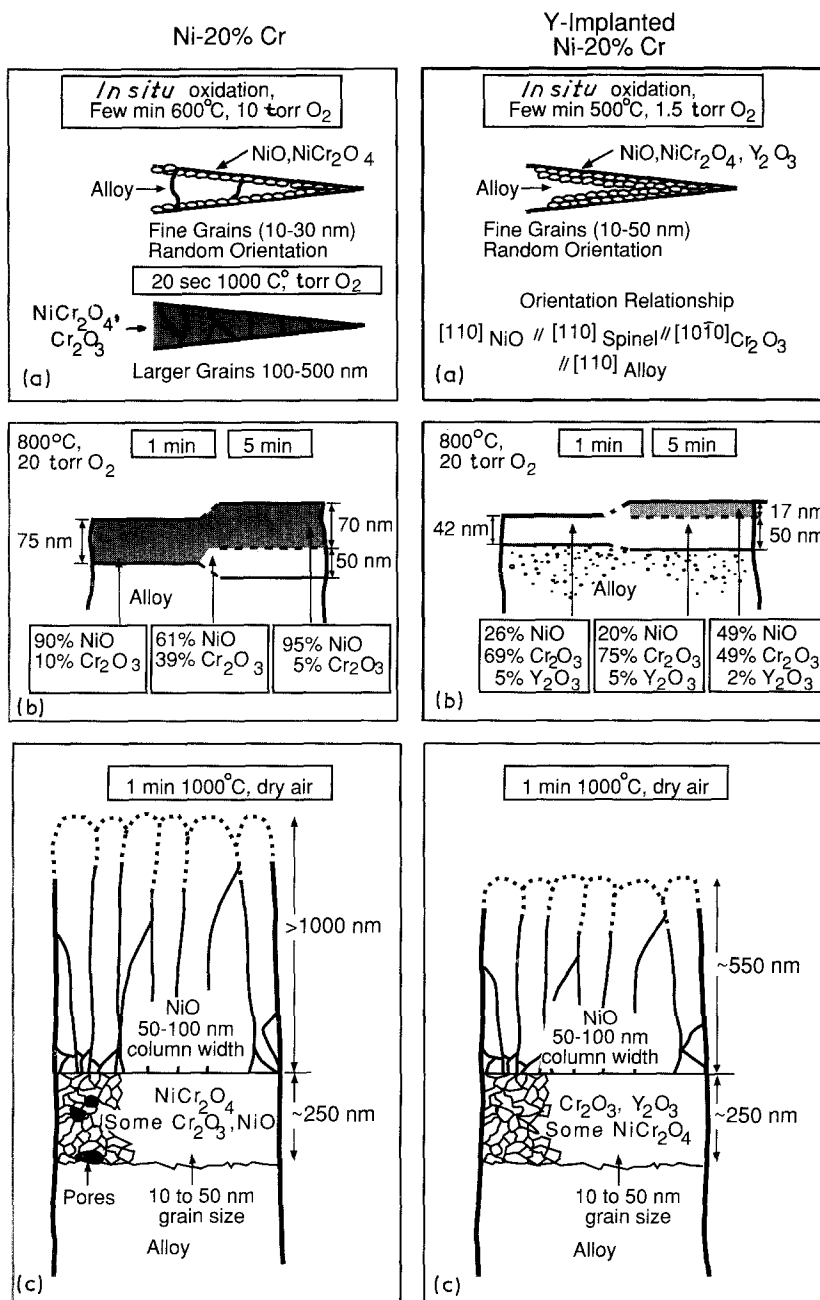 Ni-20% Cr
In situ oxidation,
Few min 600°C, 10 torr O2
NiO,NiCr2O4
Alloy
Fine Grains (10-30 nm)
Random Orientation
20 sec 1000 C,° torr O2
NiCr2O4,
Cr2O3
(a)
Larger Grains 100-500 nm
800°C,
20 torr O2
1 min
5 min
75 nm
70 nm
50 nm
Alloy
90% NiO
10% Cr2O3
61% NiO
39% Cr2O3
95% NiO
5% Cr2O3
(b)
1 min 1000°C, dry air
>1000 nm
NiO
50-100 nm
column width
NiCr2O4
Some Cr2O3,NiO
~250 nm
Pores
10 to 50 nm
grain size
Alloy
(c)
Y-Implanted
Ni-20% Cr
In situ oxidation,
Few min 500°C, 1.5 torr O2
NiO,NiCr2O4, Y2O3
Alloy
Fine Grains (10-50 nm)
Random Orientation
Orientation Relationship
[110] NiO // [110] Spinel // [101̄0]Cr2O3
// [110] Alloy
(a)
800°C,
20 torr O2
1 min
5 min
42 nm
17 nm
50 nm
Alloy
26% NiO
69% Cr2O3
5% Y2O3
20% NiO
75% Cr2O3
5% Y2O3
49% NiO
49% Cr2O3
2% Y2O3
(b)
1 min 1000°C, dry air
~550 nm
NiO
50-100 nm
column width
Cr2O3, Y2O3
Some NiCr2O4
~250 nm
10 to 50 nm
grain size
Alloy
(c)